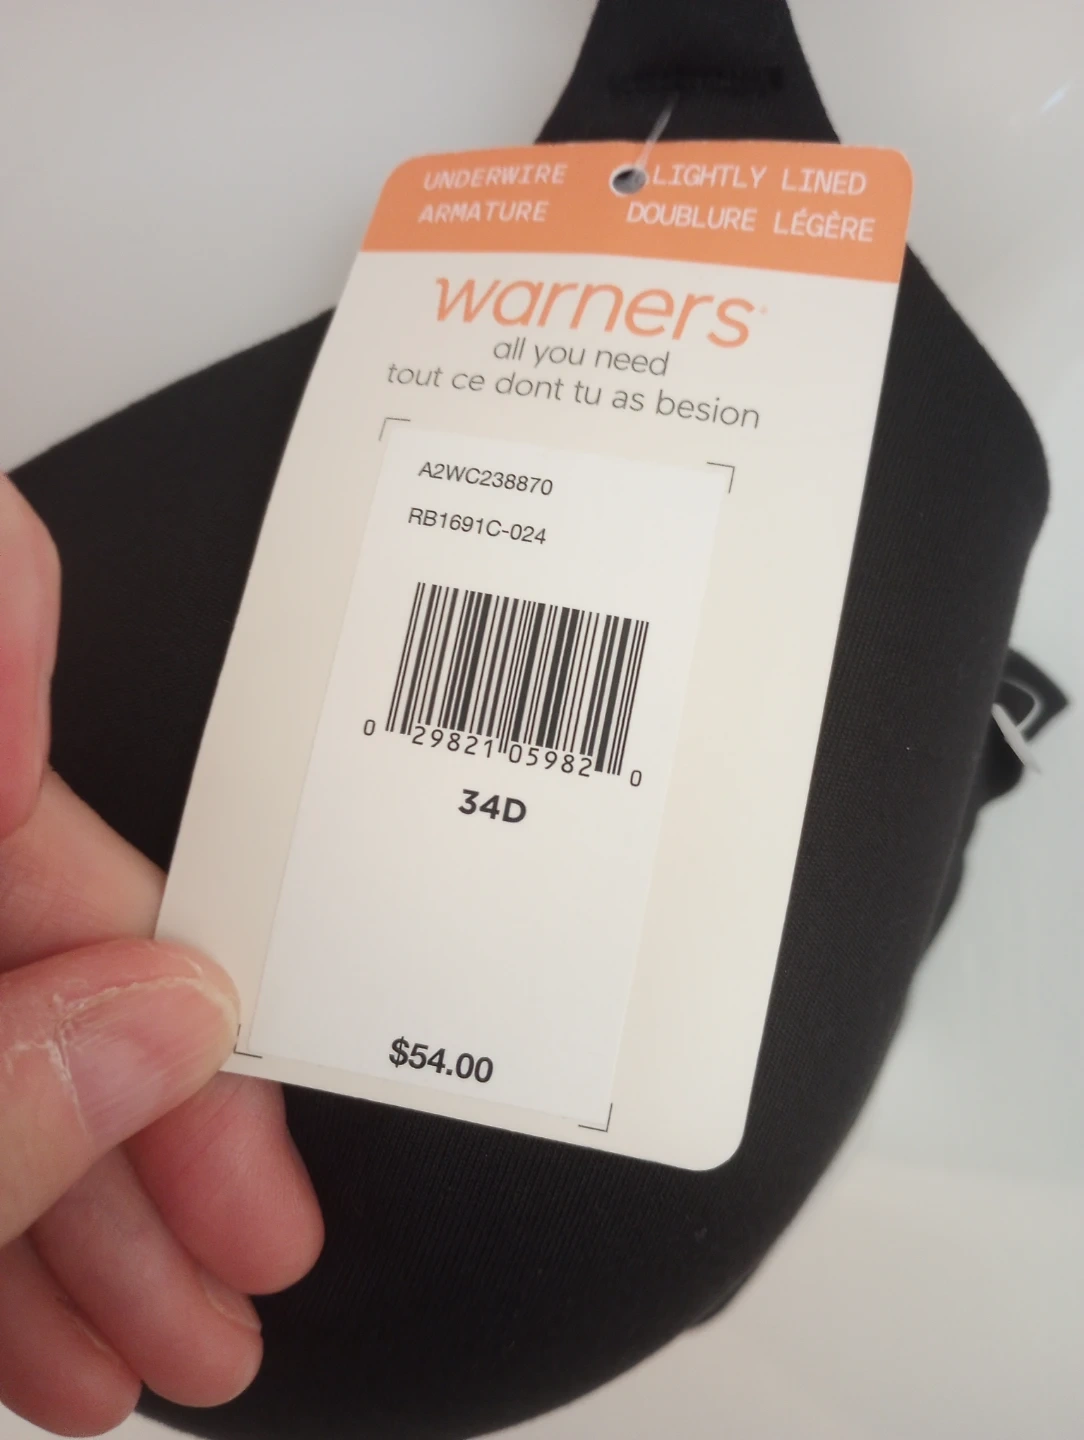 UNDERWIRE LIGHTLY LINED
ARMATURE DOUBLURE LÉGÈRE
warners®
all you need
tout ce dont tu as besion
A2WC238870
RB1691C-024
0 29821 05982 0
34D
$54.00